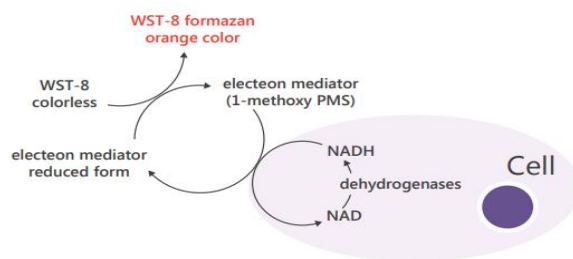 WST-8 formazan
orange color
WST-8
colorless
electeon mediator
(1-methoxy PMS)
electeon mediator
reduced form
NADH
dehydrogenases
NAD
Cell